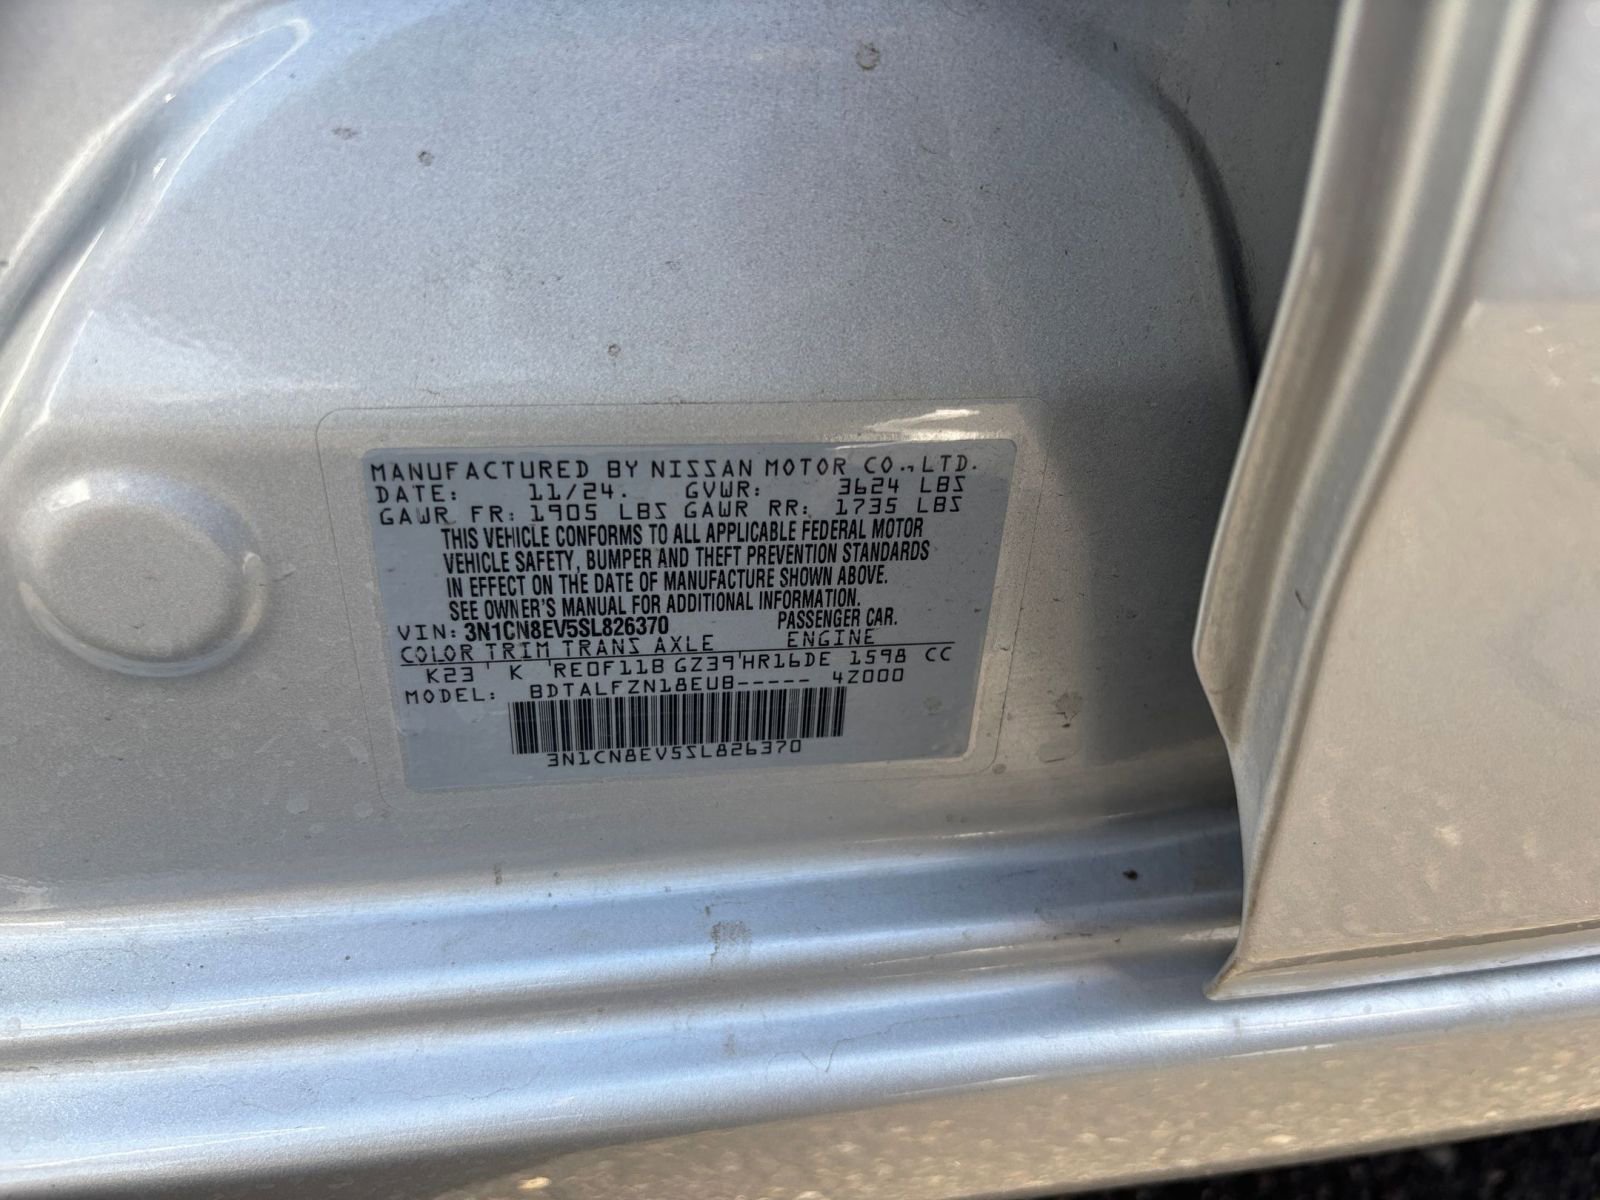 MANUFACTURED BY NISSAN MOTOR CO., LTD.
DATE: 11/24. GVWR: 3624 LBS
GAWR FR: 1905 LBS GAWR RR: 1735 LBS
THIS VEHICLE CONFORMS TO ALL APPLICABLE FEDERAL MOTOR
VEHICLE SAFETY, BUMPER AND THEFT PREVENTION STANDARDS
IN EFFECT ON THE DATE OF MANUFACTURE SHOWN ABOVE.
SEE OWNER'S MANUAL FOR ADDITIONAL INFORMATION.
VIN: 3N1CN8EV5SL826370 PASSENGER CAR.
COLOR TRIM TRANS AXLE ENGINE
K23 ' K ' RE0F11B GZ39 ' HR16DE 1598 CC
MODEL: BDTALFZN18EUB----- 4Z000
3N1CN8EV5SL826370